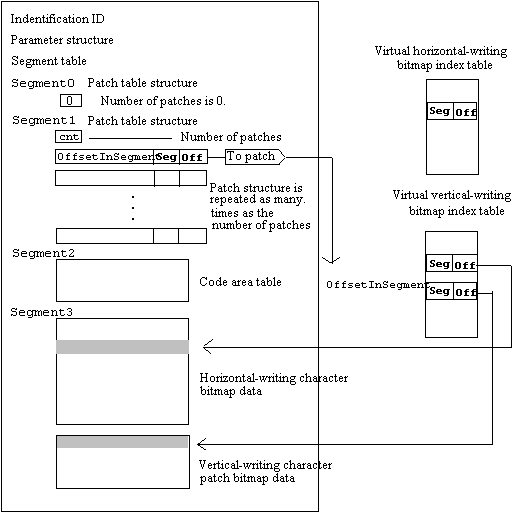 Indentification ID
Parameter structure
Segment table
Segment0 Patch table structure
0 Number of patches is 0.
Segment1 Patch table structure
cnt Number of patches
OffsetInSegment Seg Off To patch
Patch structure is
repeated as many.
times as the
number of patches
Segment2
Code area table
Segment3
Horizontal-writing character
bitmap data
Vertical-writing character
patch bitmap data
Virtual horizontal-writing
bitmap index table
Seg Off
Virtual vertical-writing
bitmap index table
Seg Off
OffsetInSegment
Seg Off